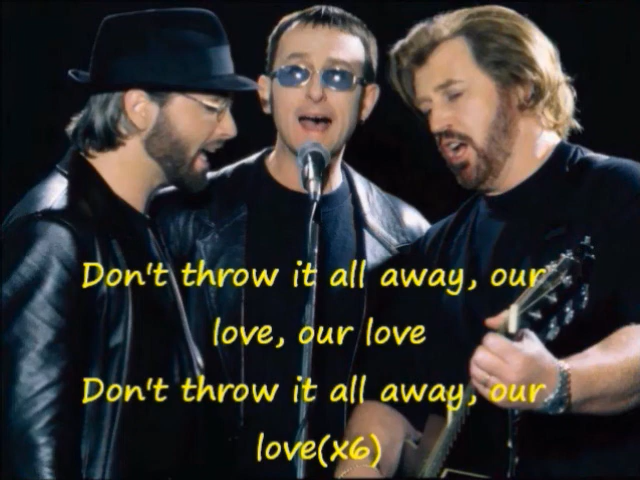 Don't throw it all away, our
love, our love
Don't throw it all away, our
love(x6)